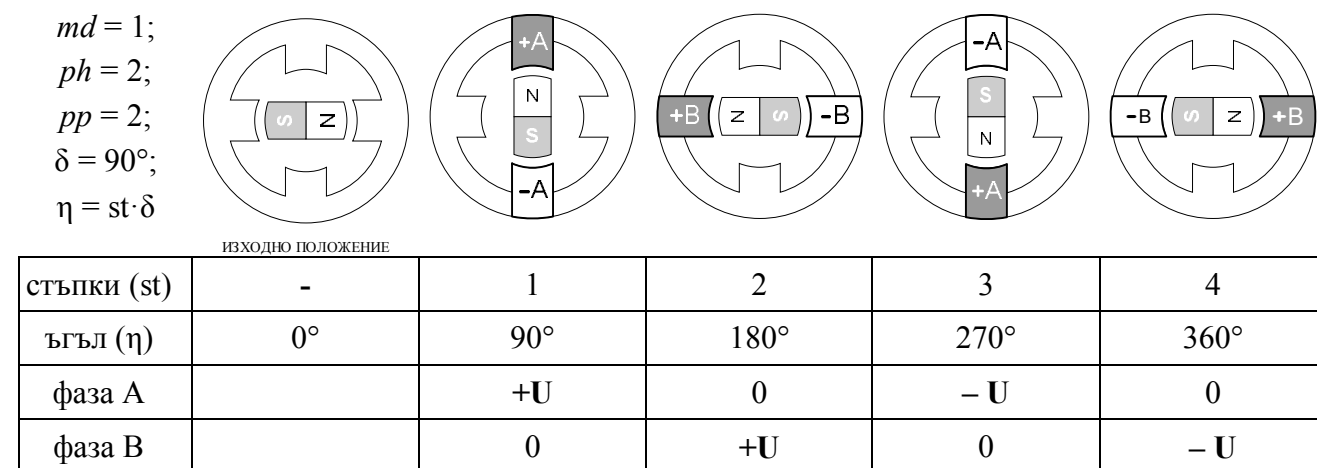 md = 1;
ph = 2;
pp = 2;
δ = 90°;
η = st·δ
S N
+A
N
S
-A
+B N S -B
-A
S
N
+A
-B S N +B
ИЗХОДНО ПОЛОЖЕНИЕ
стъпки (st) - 1 2 3 4
ъгъл (η) 0° 90° 180° 270° 360°
фаза A +U 0 – U 0
фаза B 0 +U 0 – U